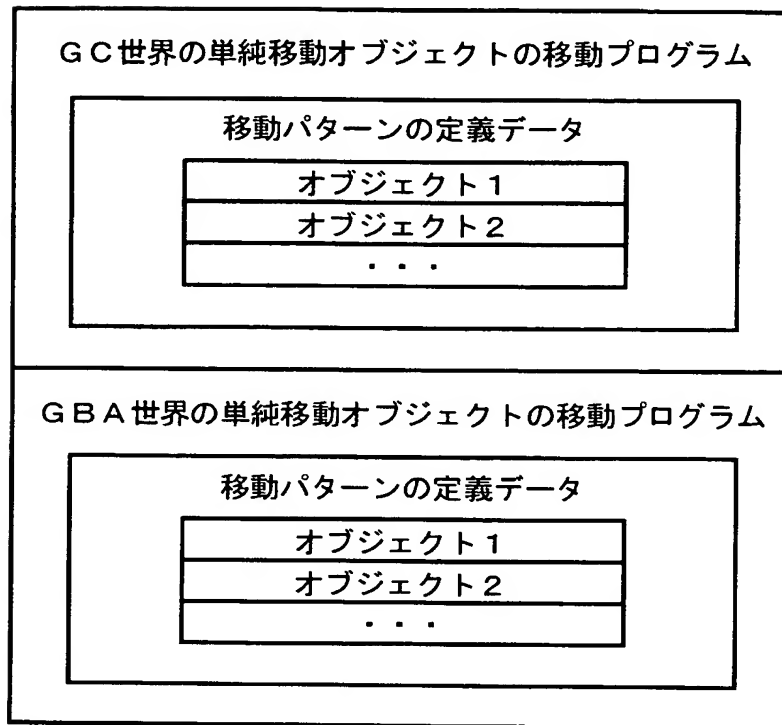 ＧＣ世界の単純移動オブジェクトの移動プログラム
移動パターンの定義データ
オブジェクト１
オブジェクト２
・・・
ＧＢＡ世界の単純移動オブジェクトの移動プログラム
移動パターンの定義データ
オブジェクト１
オブジェクト２
・・・